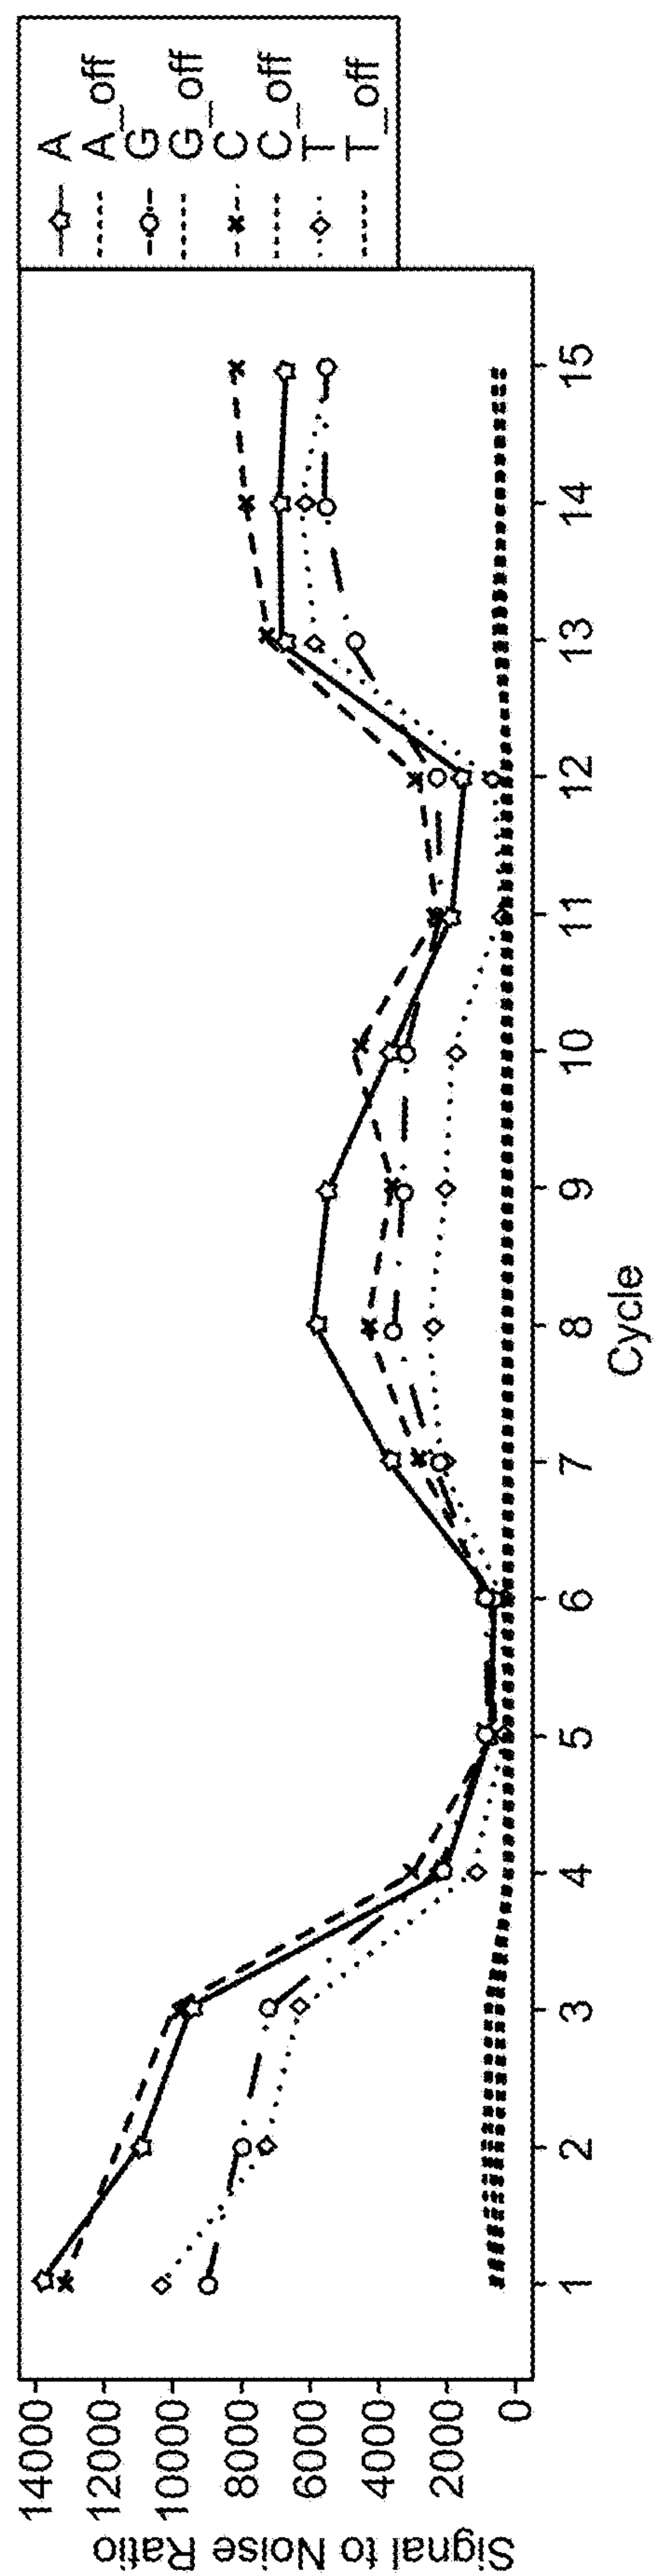 Signal to Noise Ratio
14000
12000
10000
8000
6000
4000
2000
0
1 2 3 4 5 6 7 8 9 10 11 12 13 14 15
Cycle
A
A_off
G
G_off
C
C_off
T
T_off